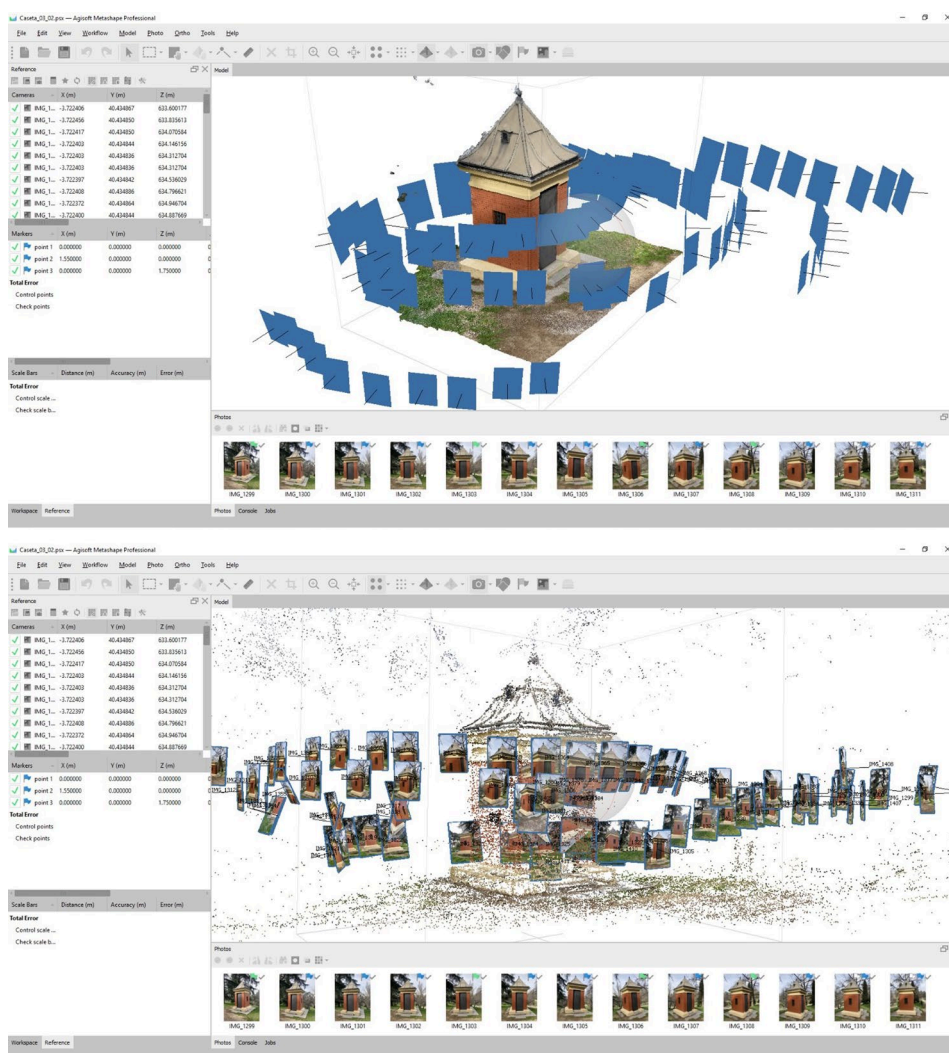 Caseta_03_02.psx — Agisoft Metashape Professional
File Edit View Workflow Model Photo Ortho Tools Help
Reference
Model
Cameras X (m) Y (m) Z (m)
IMG_1... -3.722406 40.434867 633.600177
IMG_1... -3.722456 40.434850 633.835613
IMG_1... -3.722417 40.434850 634.070584
IMG_1... -3.722403 40.434844 634.146156
IMG_1... -3.722403 40.434836 634.312704
IMG_1... -3.722403 40.434836 634.312704
IMG_1... -3.722397 40.434842 634.536029
IMG_1... -3.722408 40.434886 634.796621
IMG_1... -3.722372 40.434864 634.946704
IMG_1... -3.722400 40.434844 634.887669
Markers X (m) Y (m) Z (m)
point 1 0.000000 0.000000 0.000000
point 2 1.550000 0.000000 0.000000
point 3 0.000000 0.000000 1.750000
Total Error
Control points
Check points
Scale Bars Distance (m) Accuracy (m) Error (m)
Total Error
Control scale ...
Check scale b...
Photos
IMG_1299 IMG_1300 IMG_1301 IMG_1302 IMG_1303 IMG_1304 IMG_1305 IMG_1306 IMG_1307 IMG_1308 IMG_1309 IMG_1310 IMG_1311
Workspace Reference
Photos Console Jobs
Caseta_03_02.psx — Agisoft Metashape Professional
File Edit View Workflow Model Photo Ortho Tools Help
Reference
Model
Cameras X (m) Y (m) Z (m)
IMG_1... -3.722406 40.434867 633.600177
IMG_1... -3.722456 40.434850 633.835613
IMG_1... -3.722417 40.434850 634.070584
IMG_1... -3.722403 40.434844 634.146156
IMG_1... -3.722403 40.434836 634.312704
IMG_1... -3.722403 40.434836 634.312704
IMG_1... -3.722397 40.434842 634.536029
IMG_1... -3.722408 40.434886 634.796621
IMG_1... -3.722372 40.434864 634.946704
IMG_1... -3.722400 40.434844 634.887669
Markers X (m) Y (m) Z (m)
point 1 0.000000 0.000000 0.000000
point 2 1.550000 0.000000 0.000000
point 3 0.000000 0.000000 1.750000
Total Error
Control points
Check points
IMG_1400
IMG_1299
IMG_1305
Scale Bars Distance (m) Accuracy (m) Error (m)
Total Error
Control scale ...
Check scale b...
Photos
IMG_1299 IMG_1300 IMG_1301 IMG_1302 IMG_1303 IMG_1304 IMG_1305 IMG_1306 IMG_1307 IMG_1308 IMG_1309 IMG_1310 IMG_1311
Workspace Reference
Photos Console Jobs